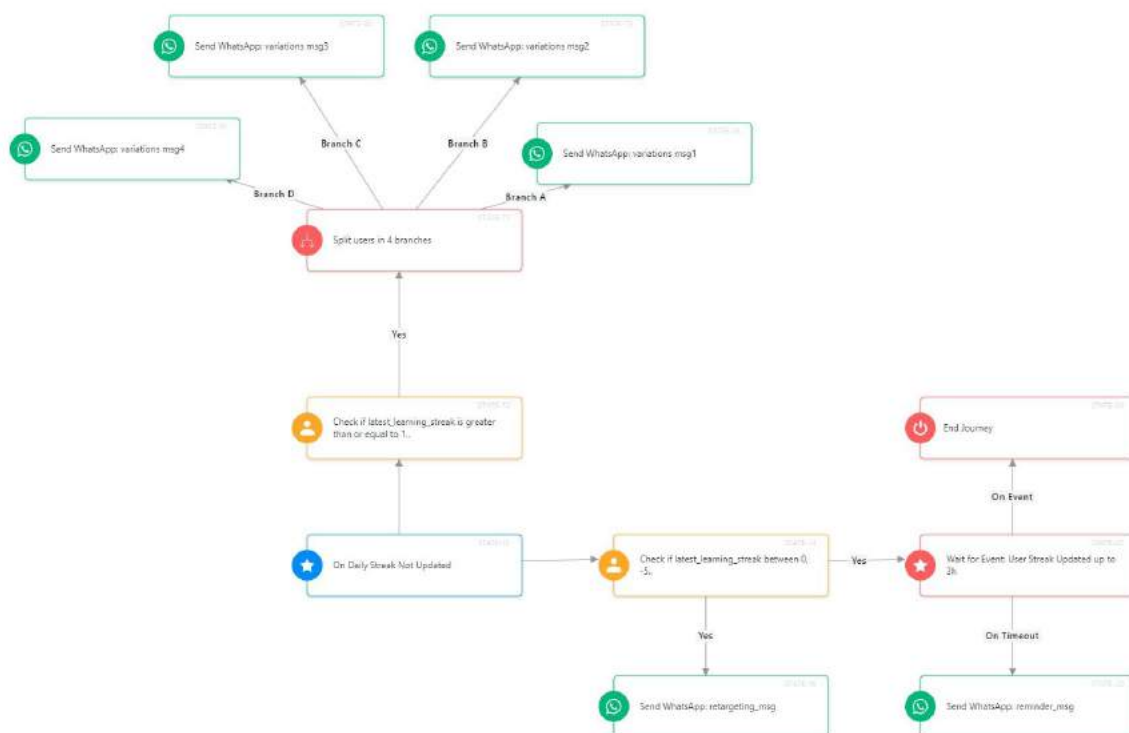 Send WhatsApp: variations msg3
Send WhatsApp: variations msg2
Send WhatsApp: variations msg4
Send WhatsApp: variations msg1
Branch C
Branch B
Branch D
Branch A
Split users in 4 branches
Yes
Check if latest_learning_streak is greater
than or equal to 1..
End Journey
On Event
On Daily Streak Not Updated
Check if latest_learning_streak between 0,
-5..
Yes
Wait for Event: User Streak Updated up to
Yes
On Timeout
Send WhatsApp: retargeting_msg
Send WhatsApp: reminder_msg